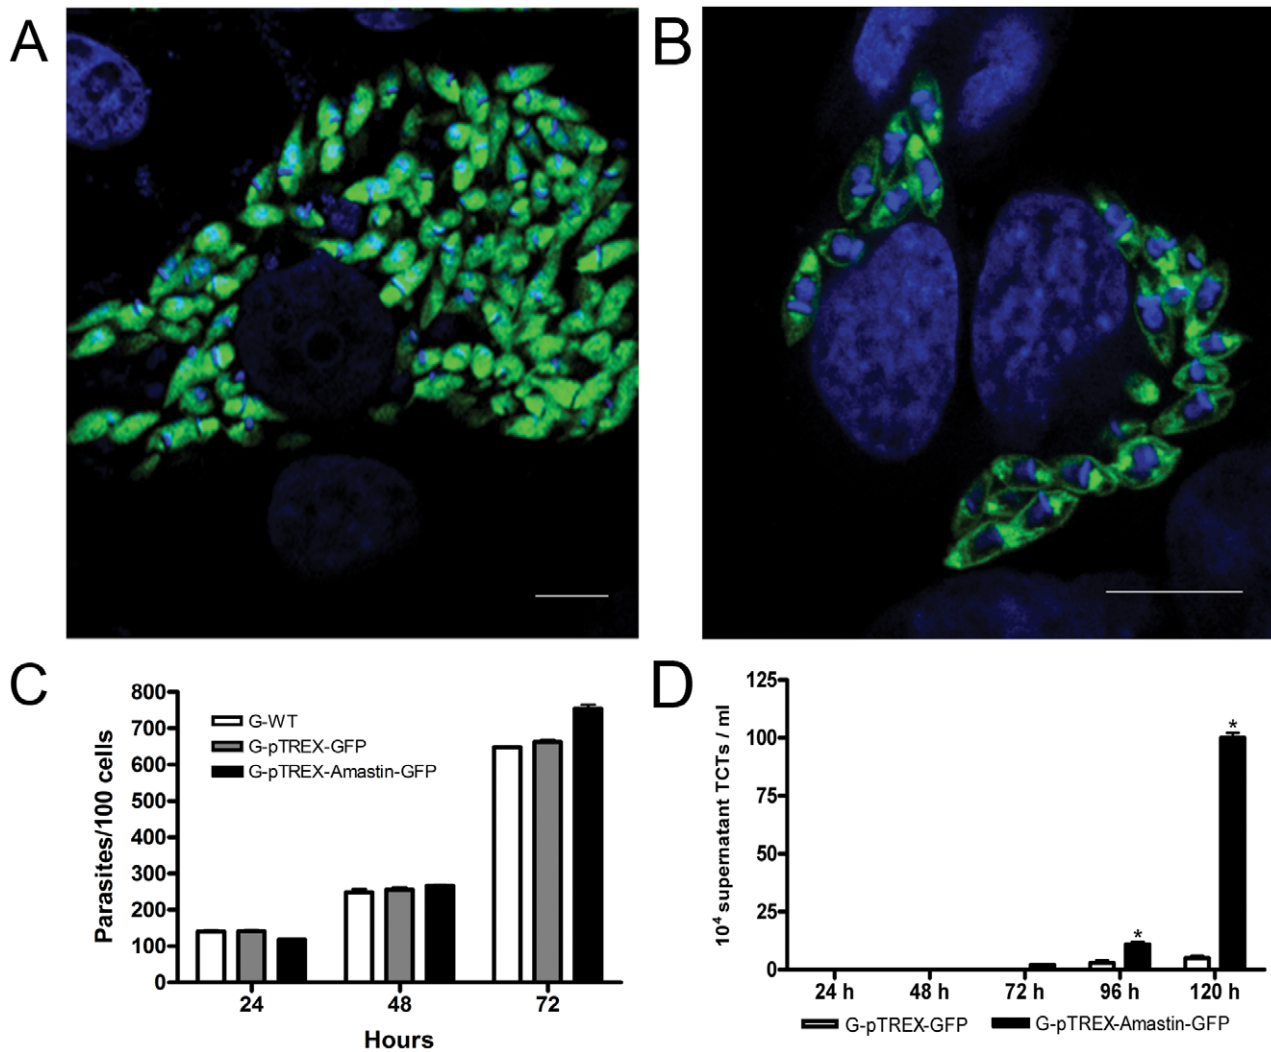 A
B
C
800
700
600
500
400
300
200
100
0
Parasites/100 cells
G-WT
G-pTREX-GFP
G-pTREX-Amastin-GFP
24 48 72
Hours
D
125
100
75
50
25
0
10⁴ supernatant TCTs / ml
*
*
24 h 48 h 72 h 96 h 120 h
G-pTREX-GFP G-pTREX-Amastin-GFP